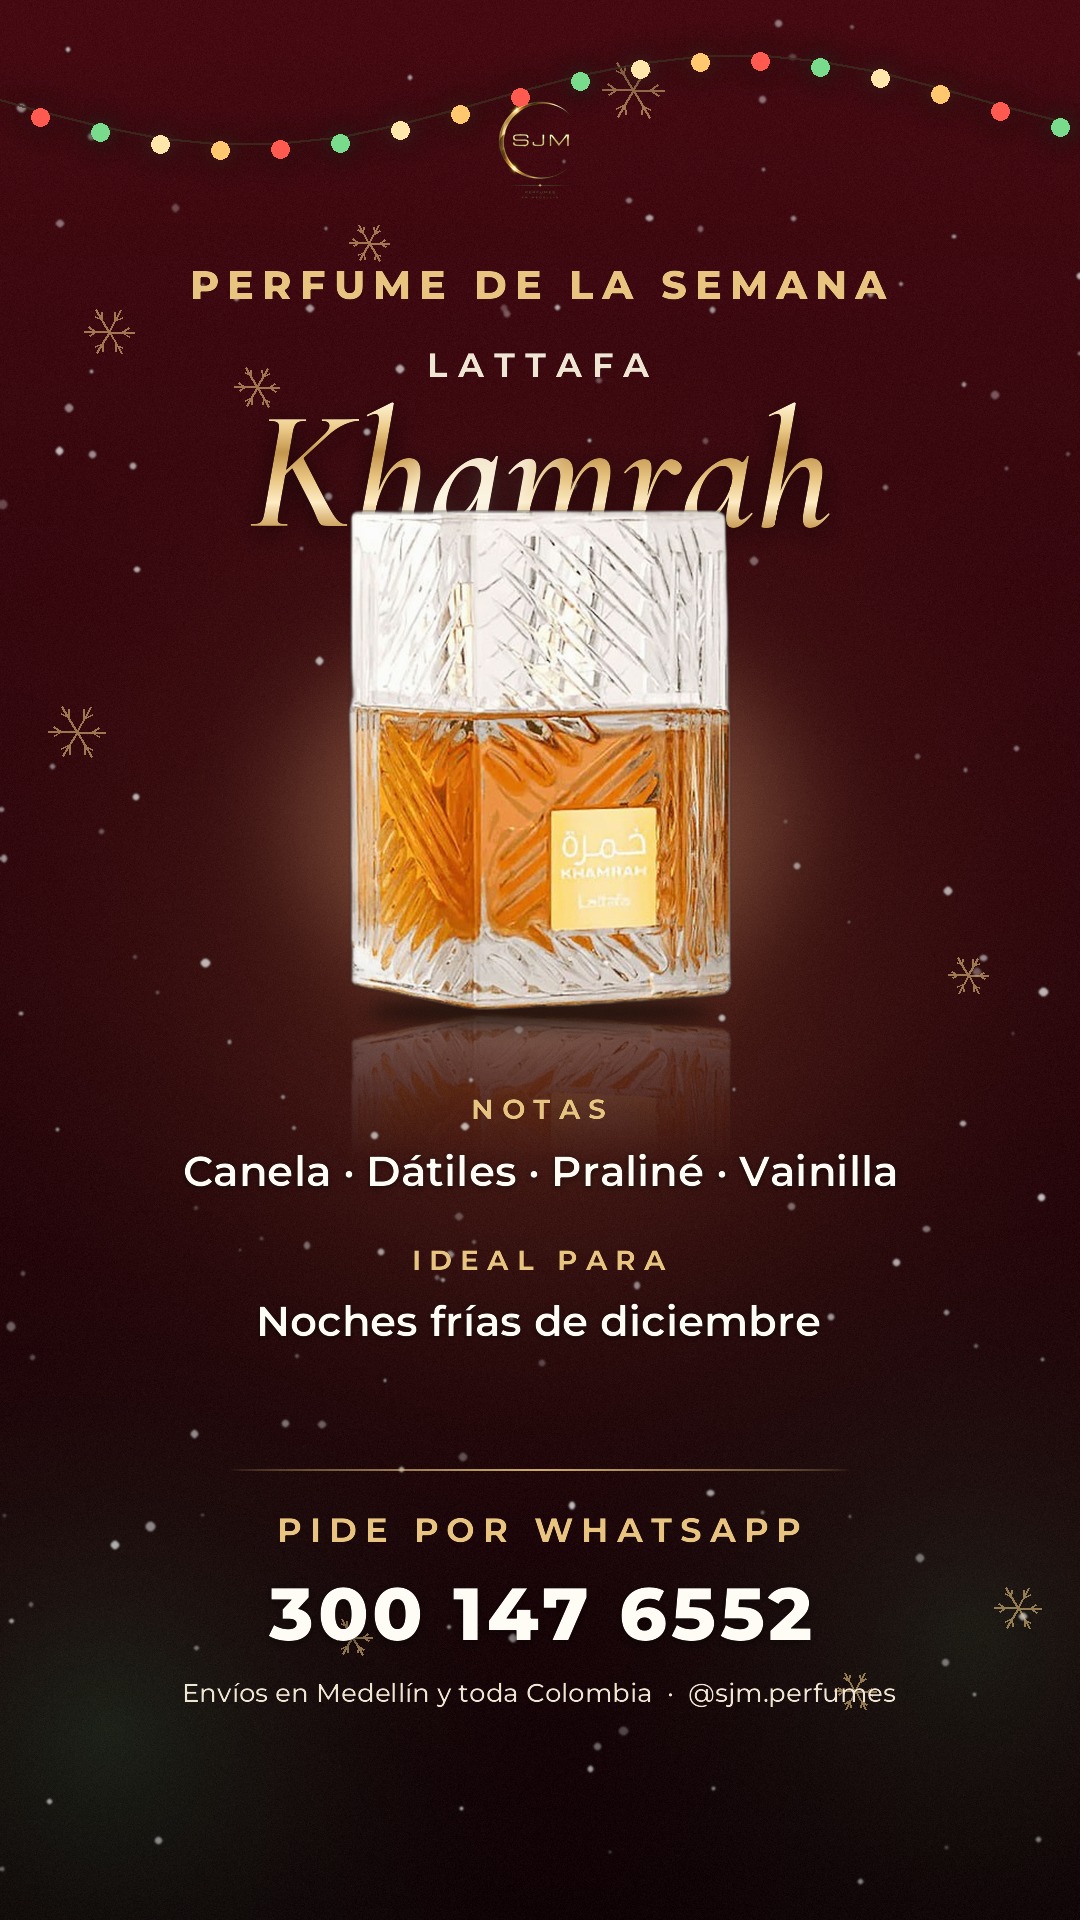 SJM
PERFUME DE LA SEMANA
LATTAFA
Khamrah
خمرة
KHAMRAH
Lattafa
NOTAS
Canela · Dátiles · Praliné · Vainilla
IDEAL PARA
Noches frías de diciembre
PIDE POR WHATSAPP
300 147 6552
Envíos en Medellín y toda Colombia · @sjm.perfumes